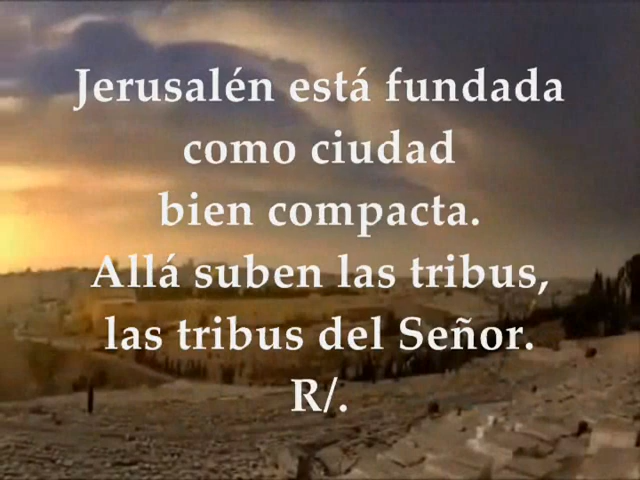 Jerusalén está fundada
como ciudad
bien compacta.
Allá suben las tribus,
las tribus del Señor.
R/.